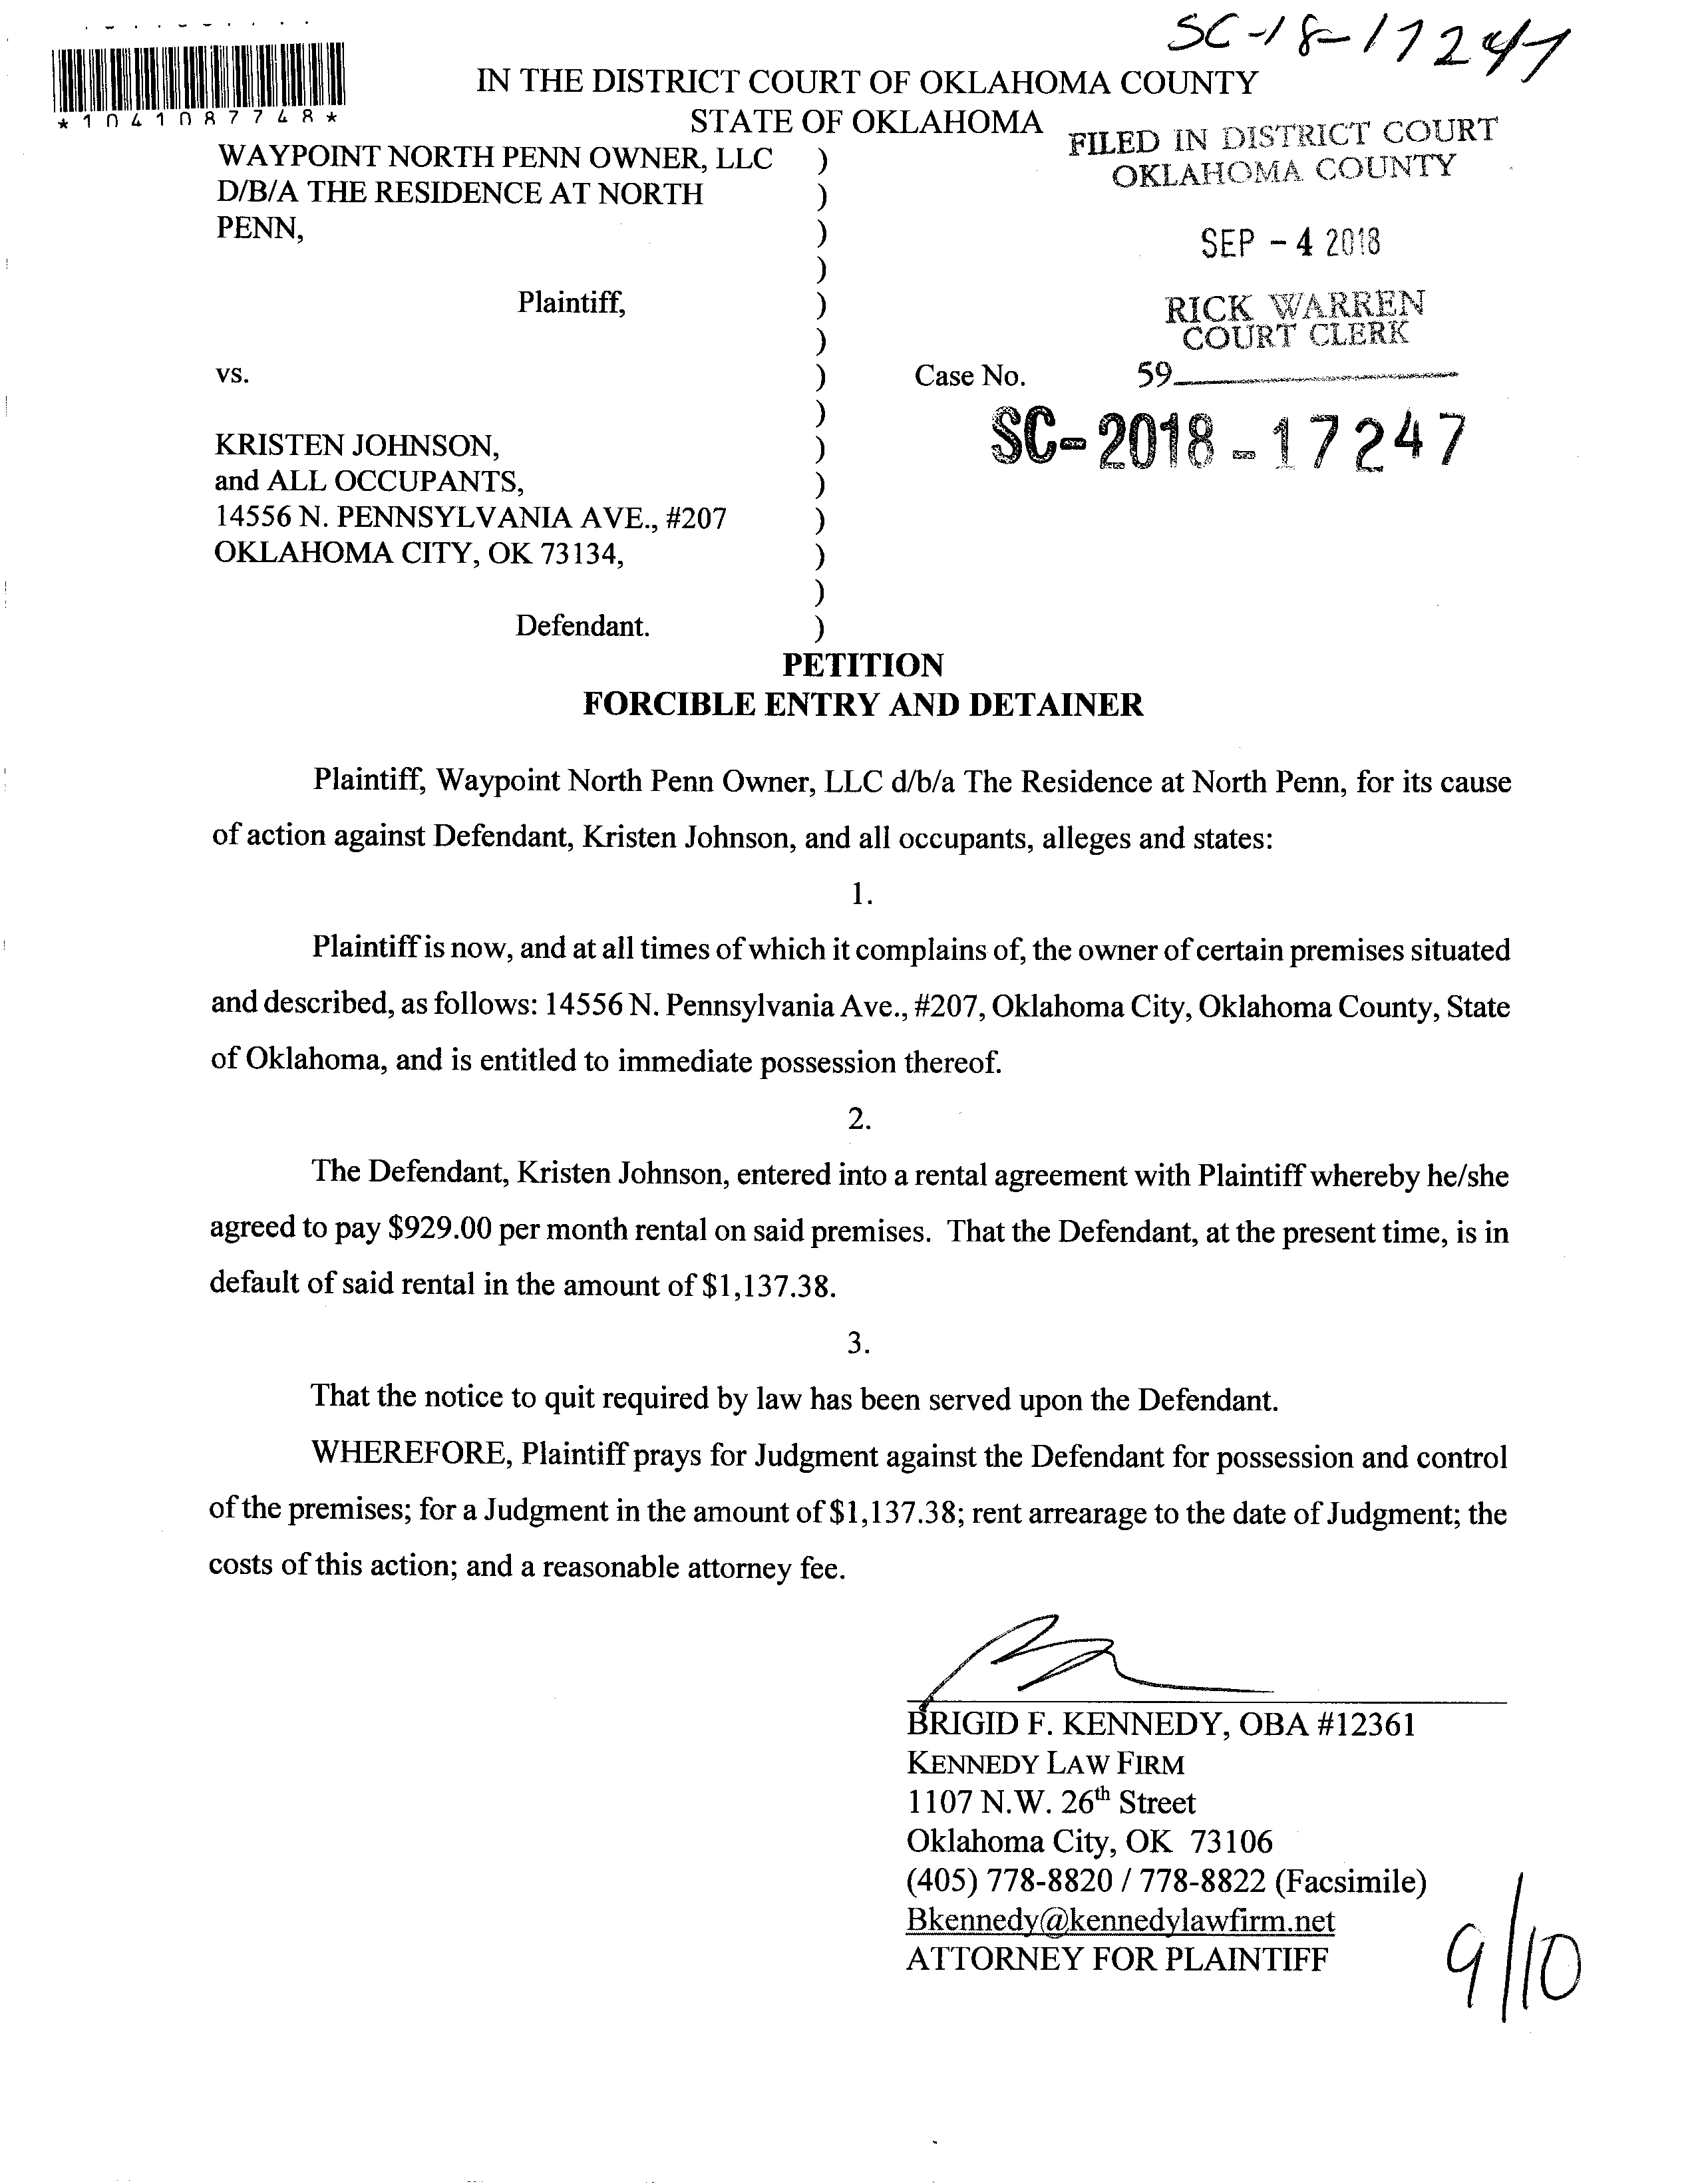 SC-18-17247
*1041087748*
IN THE DISTRICT COURT OF OKLAHOMA COUNTY
STATE OF OKLAHOMA
FILED IN DISTRICT COURT
OKLAHOMA COUNTY
SEP - 4 2018
RICK WARREN
COURT CLERK
59
WAYPOINT NORTH PENN OWNER, LLC )
D/B/A THE RESIDENCE AT NORTH )
PENN, )
)
Plaintiff, )
)
vs. ) Case No.
SC-2018-17247
)
KRISTEN JOHNSON, )
and ALL OCCUPANTS, )
14556 N. PENNSYLVANIA AVE., #207 )
OKLAHOMA CITY, OK 73134, )
)
Defendant. )
PETITION
FORCIBLE ENTRY AND DETAINER
Plaintiff, Waypoint North Penn Owner, LLC d/b/a The Residence at North Penn, for its cause
of action against Defendant, Kristen Johnson, and all occupants, alleges and states:
1.
Plaintiff is now, and at all times of which it complains of, the owner of certain premises situated
and described, as follows: 14556 N. Pennsylvania Ave., #207, Oklahoma City, Oklahoma County, State
of Oklahoma, and is entitled to immediate possession thereof.
2.
The Defendant, Kristen Johnson, entered into a rental agreement with Plaintiff whereby he/she
agreed to pay $929.00 per month rental on said premises. That the Defendant, at the present time, is in
default of said rental in the amount of $1,137.38.
3.
That the notice to quit required by law has been served upon the Defendant.
WHEREFORE, Plaintiff prays for Judgment against the Defendant for possession and control
of the premises; for a Judgment in the amount of $1,137.38; rent arrearage to the date of Judgment; the
costs of this action; and a reasonable attorney fee.
BRIGID F. KENNEDY, OBA #12361
KENNEDY LAW FIRM
1107 N.W. 26th Street
Oklahoma City, OK 73106
(405) 778-8820 / 778-8822 (Facsimile)
Bkennedy@kennedylawfirm.net
ATTORNEY FOR PLAINTIFF
9/10